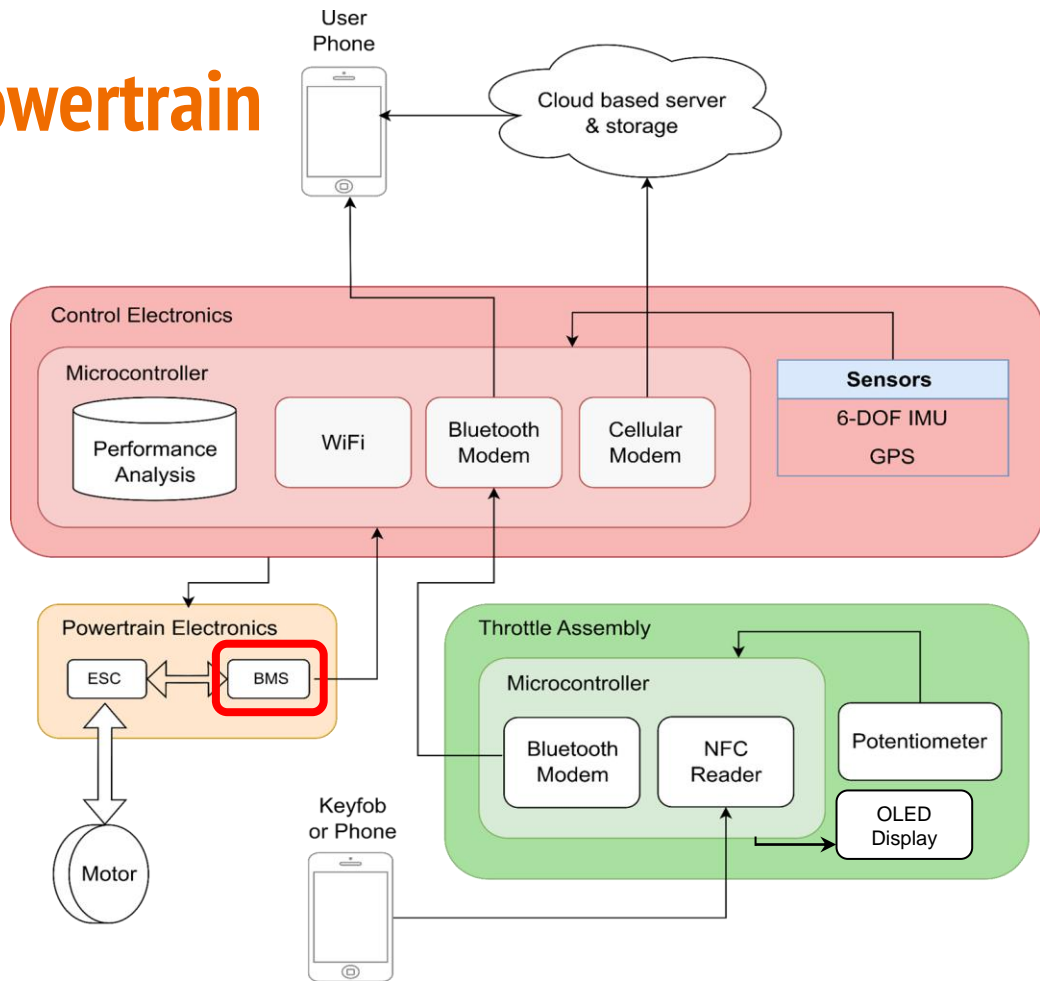 User
Phone
owertrain
Cloud based server
& storage
Control Electronics
Microcontroller
Performance
Analysis
WiFi
Bluetooth
Modem
Cellular
Modem
Sensors
6-DOF IMU
GPS
Powertrain Electronics
ESC
BMS
Motor
Throttle Assembly
Microcontroller
Bluetooth
Modem
NFC
Reader
Potentiometer
OLED
Display
Keyfob
or Phone